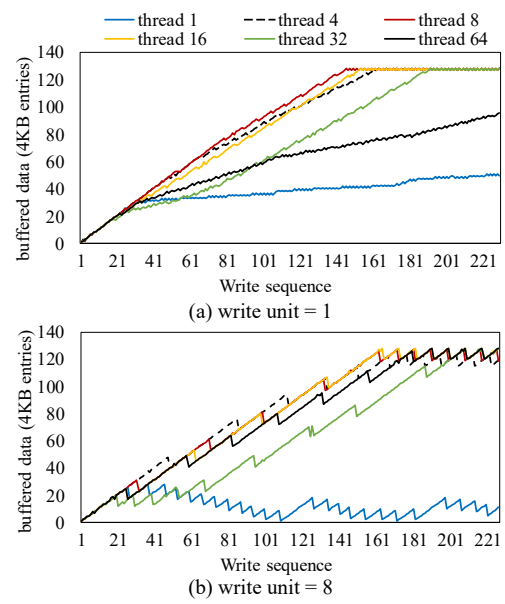 thread 1 thread 4 thread 8
thread 16 thread 32 thread 64
buffered data (4KB entries)
140
120
100
80
60
40
20
0
1 21 41 61 81 101 121 141 161 181 201 221
Write sequence
(a) write unit = 1
buffered data (4KB entries)
140
120
100
80
60
40
20
0
1 21 41 61 81 101 121 141 161 181 201 221
Write sequence
(b) write unit = 8